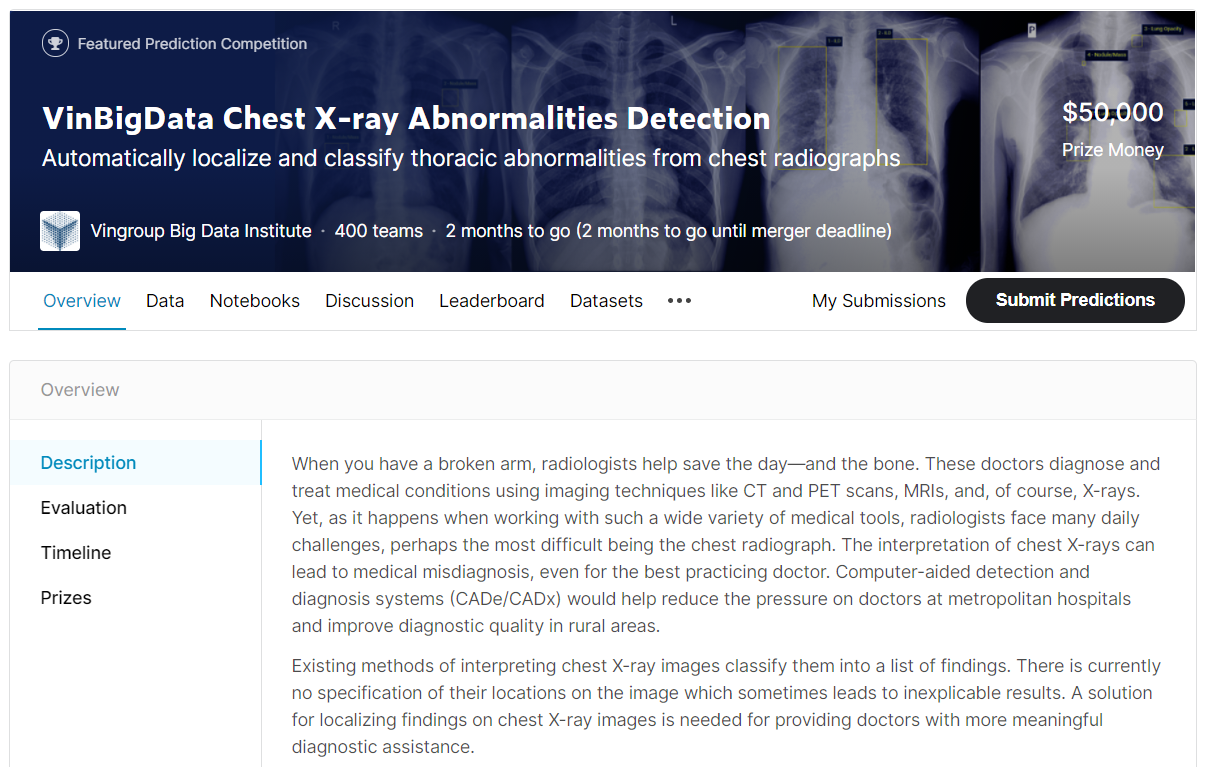 R
L
P
3 - Lung Opacity
4 - Nodule/Mass
Featured Prediction Competition
VinBigData Chest X-ray Abnormalities Detection
$50,000
Automatically localize and classify thoracic abnormalities from chest radiographs
Prize Money
Vingroup Big Data Institute · 400 teams · 2 months to go (2 months to go until merger deadline)
Overview Data Notebooks Discussion Leaderboard Datasets ••• My Submissions Submit Predictions
Overview
Description
Evaluation
Timeline
Prizes
When you have a broken arm, radiologists help save the day—and the bone. These doctors diagnose and
treat medical conditions using imaging techniques like CT and PET scans, MRIs, and, of course, X-rays.
Yet, as it happens when working with such a wide variety of medical tools, radiologists face many daily
challenges, perhaps the most difficult being the chest radiograph. The interpretation of chest X-rays can
lead to medical misdiagnosis, even for the best practicing doctor. Computer-aided detection and
diagnosis systems (CADe/CADx) would help reduce the pressure on doctors at metropolitan hospitals
and improve diagnostic quality in rural areas.
Existing methods of interpreting chest X-ray images classify them into a list of findings. There is currently
no specification of their locations on the image which sometimes leads to inexplicable results. A solution
for localizing findings on chest X-ray images is needed for providing doctors with more meaningful
diagnostic assistance.